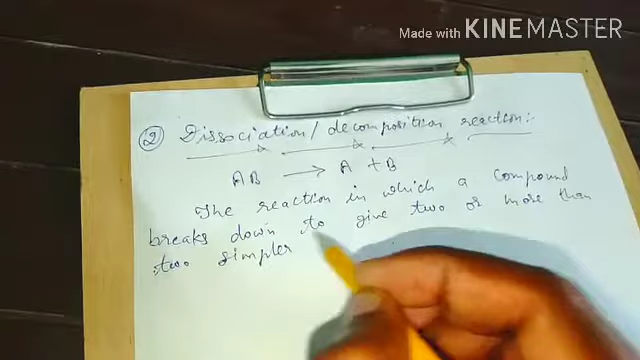 Made with KINEMASTER
② Dissociation/decomposition reaction:-
AB → A + B
The reaction in which a compound
breaks down to give two or more than
two simpler